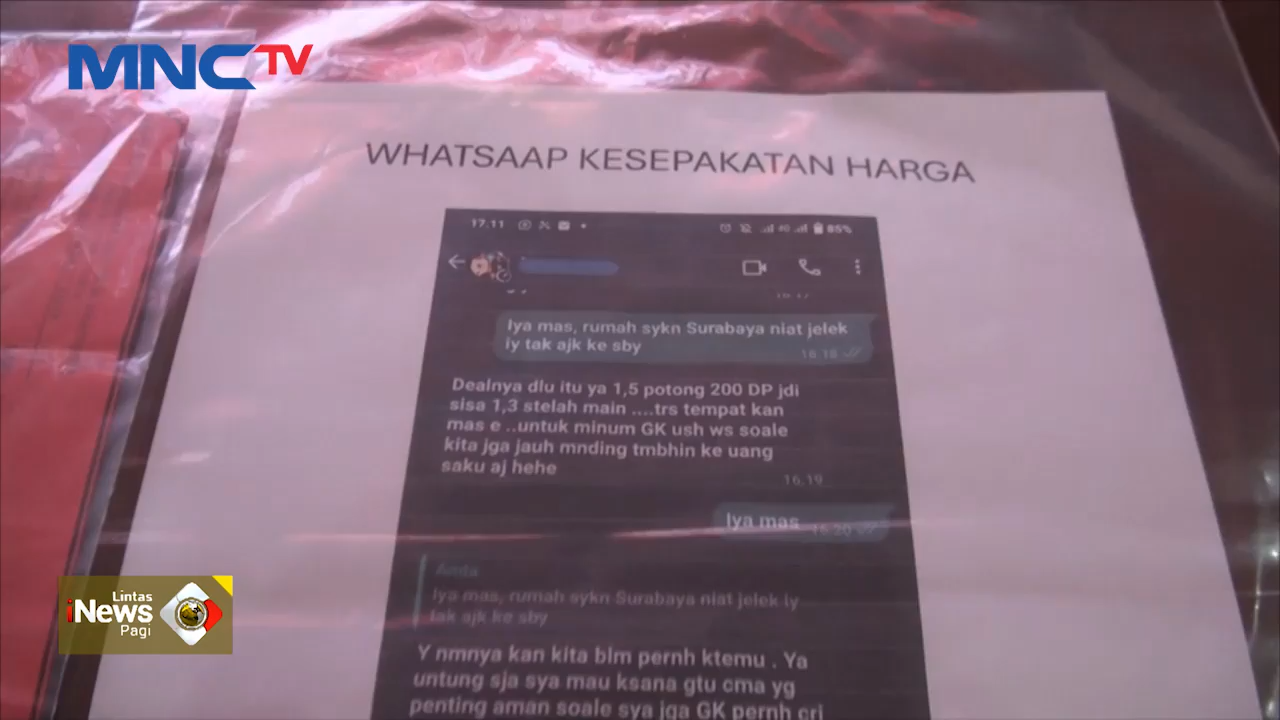 MNCTV
WHATSAAP KESEPAKATAN HARGA
17.11
85%
Iya mas, rumah sykn Surabaya niat jelek
iy tak ajk ke sby
16.18
Dealnya dlu itu ya 1,5 potong 200 DP jdi
sisa 1,3 stelah main ....trs tempat kan
mas e ..untuk minum GK ush ws soale
kita jga jauh mnding tmbhin ke uang
saku aj hehe
16.19
Iya mas
16.20
Iya mas, rumah sykn Surabaya niat jelek iy
tak ajk ke sby
Y nmnya kan kita blm pernh ktemu . Ya
untung sja sya mau ksana gtu cma yg
penting aman soale sya jga GK pernh cri
Lintas
iNews
Pagi